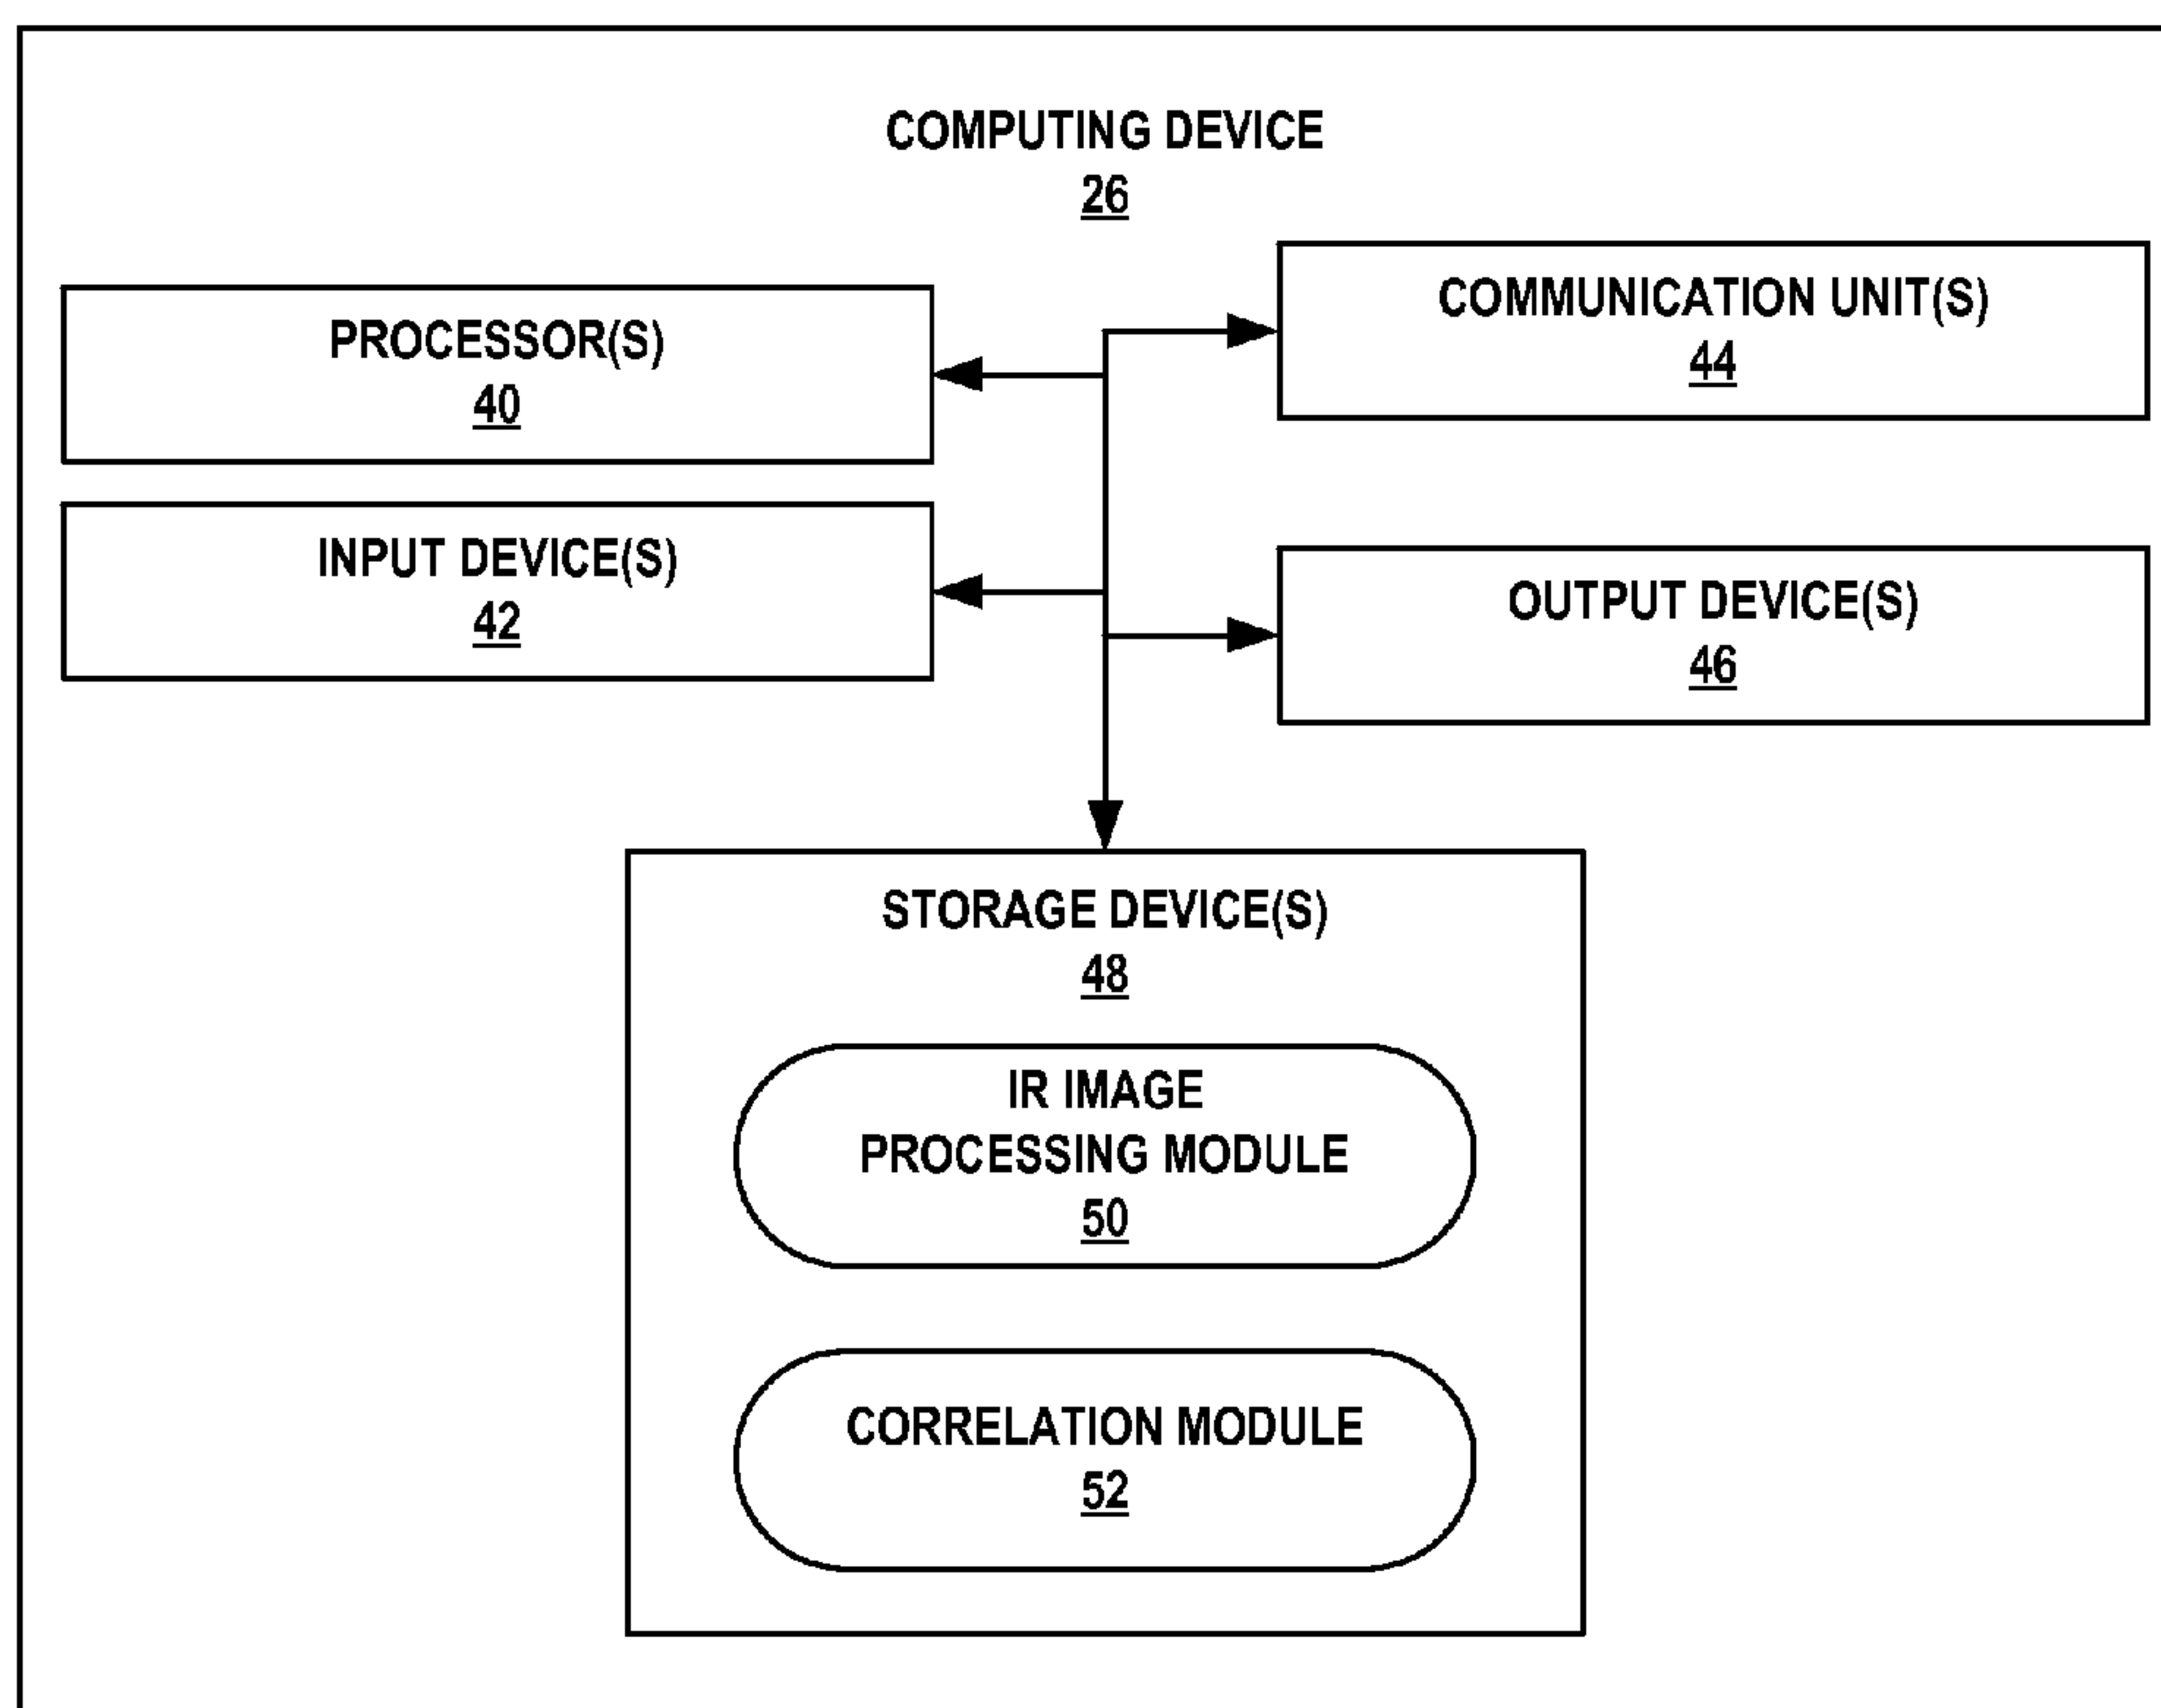 COMPUTING DEVICE
26
PROCESSOR(S)
40
COMMUNICATION UNIT(S)
44
INPUT DEVICE(S)
42
OUTPUT DEVICE(S)
46
STORAGE DEVICE(S)
48
IR IMAGE
PROCESSING MODULE
50
CORRELATION MODULE
52